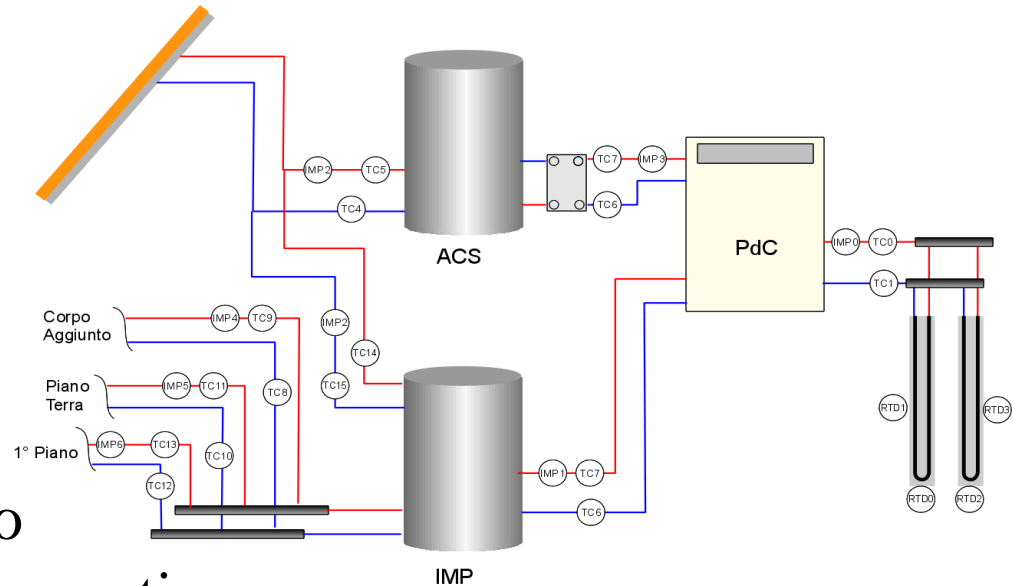 IMP2
TC5
TC4
ACS
TC7
IMP3
TC6
PdC
IMP0
TC0
TC1
Corpo
Aggiunto
IMP4
TC9
IMP2
TC14
TC15
TC8
Piano
Terra
IMP5
TC11
1° Piano
IMP6
TC13
TC10
TC12
IMP1
TC7
TC6
IMP
RTD1
RTD3
RTD0
RTD2
o
ti